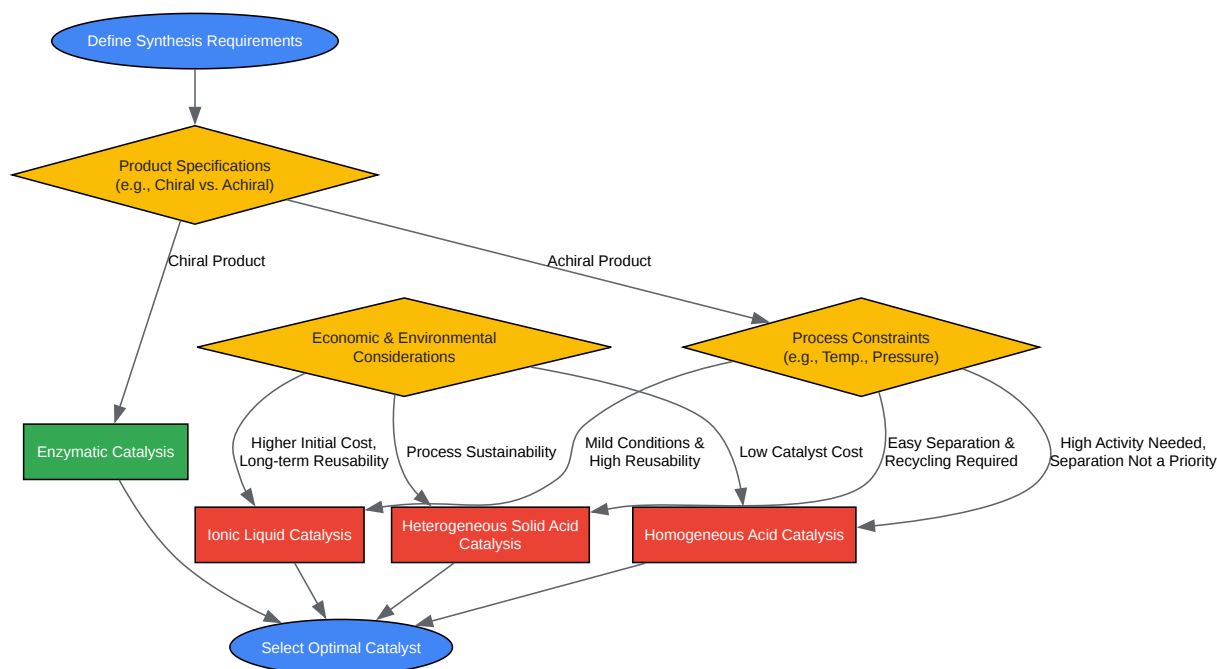 Define Synthesis Requirements
Product Specifications
(e.g., Chiral vs. Achiral)
Chiral Product
Achiral Product
Economic & Environmental
Considerations
Process Constraints
(e.g., Temp., Pressure)
Enzymatic Catalysis
Higher Initial Cost,
Long-term Reusability
Process Sustainability
Mild Conditions &
High Reusability
Low Catalyst Cost
Easy Separation &
Recycling Required
High Activity Needed,
Separation Not a Priority
Ionic Liquid Catalysis
Heterogeneous Solid Acid
Catalysis
Homogeneous Acid Catalysis
Select Optimal Catalyst